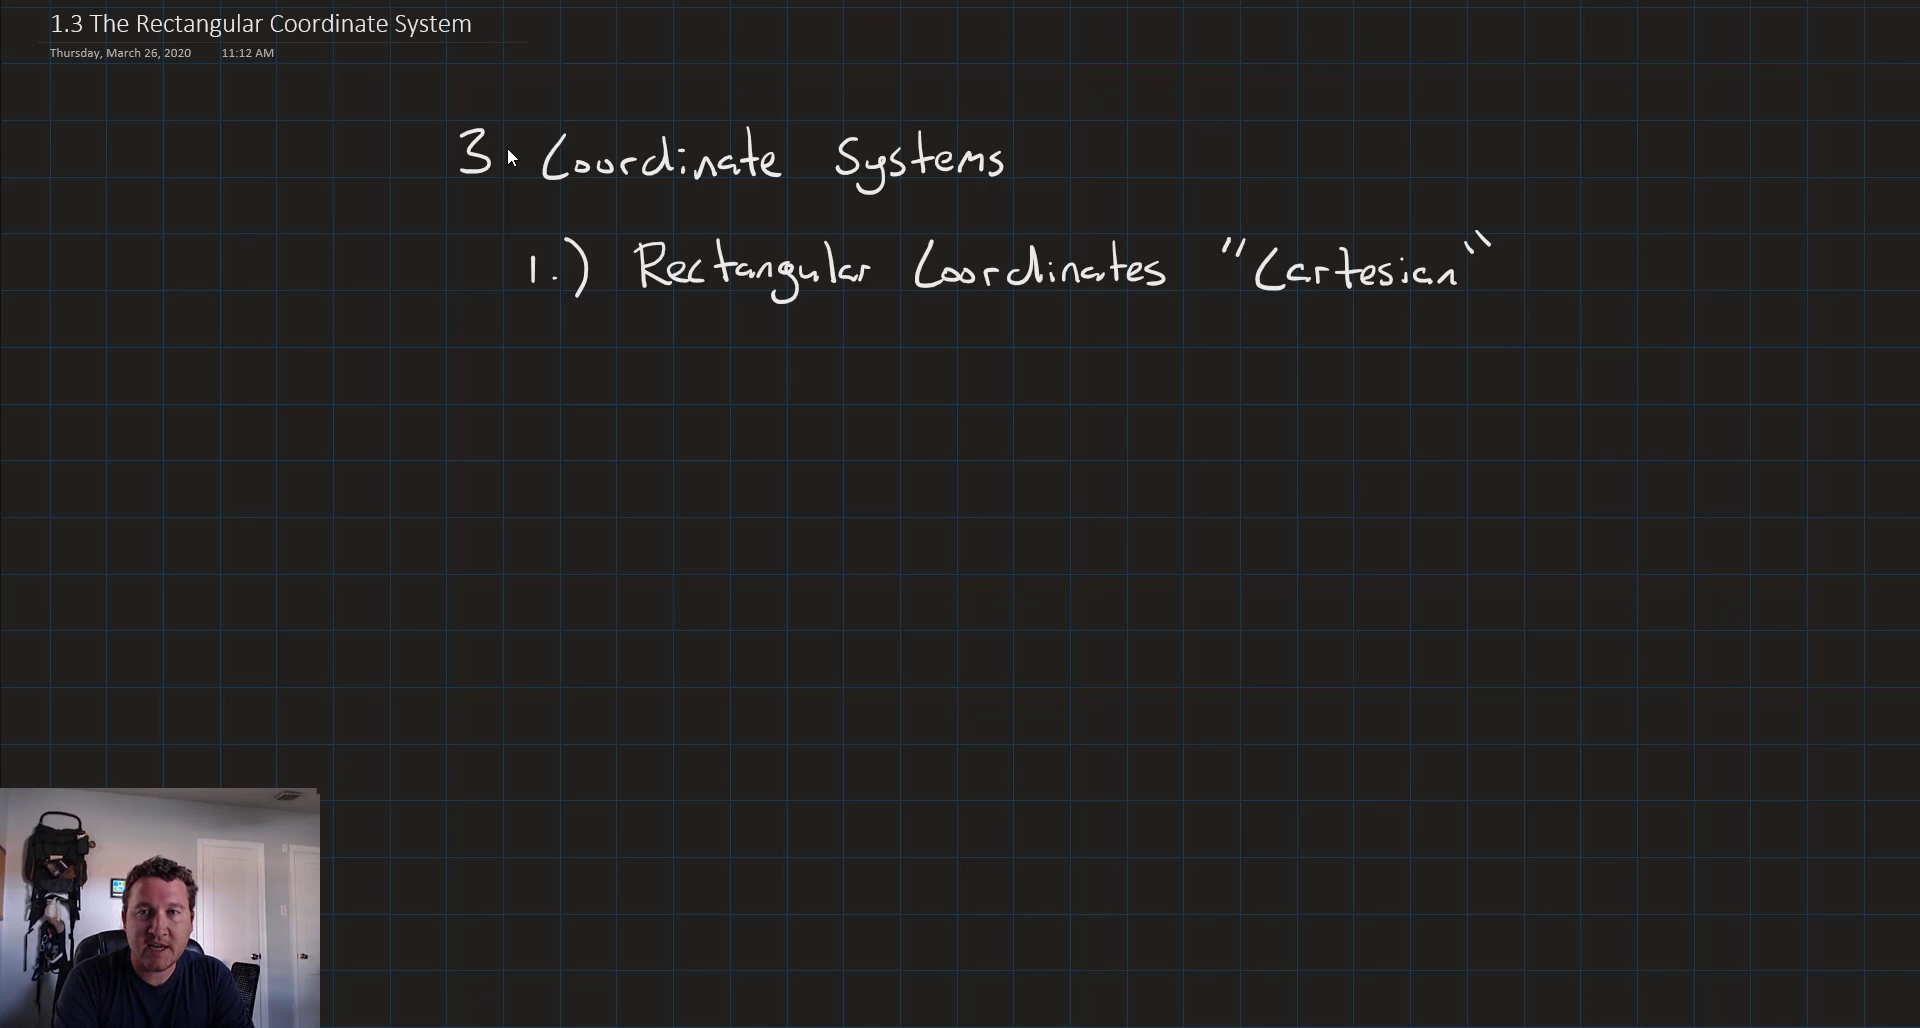 1.3 The Rectangular Coordinate System
Thursday, March 26, 2020 11:12 AM
3 Coordinate Systems
1.) Rectangular Coordinates "Cartesian"